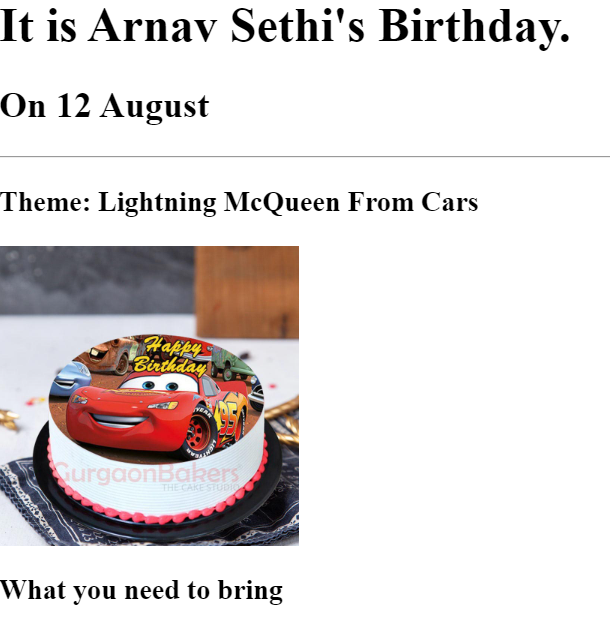 It is Arnav Sethi's Birthday.
On 12 August
Theme: Lightning McQueen From Cars
Happy
Birthday
95
GurgaonBakers
THE CAKE STUDIO
What you need to bring